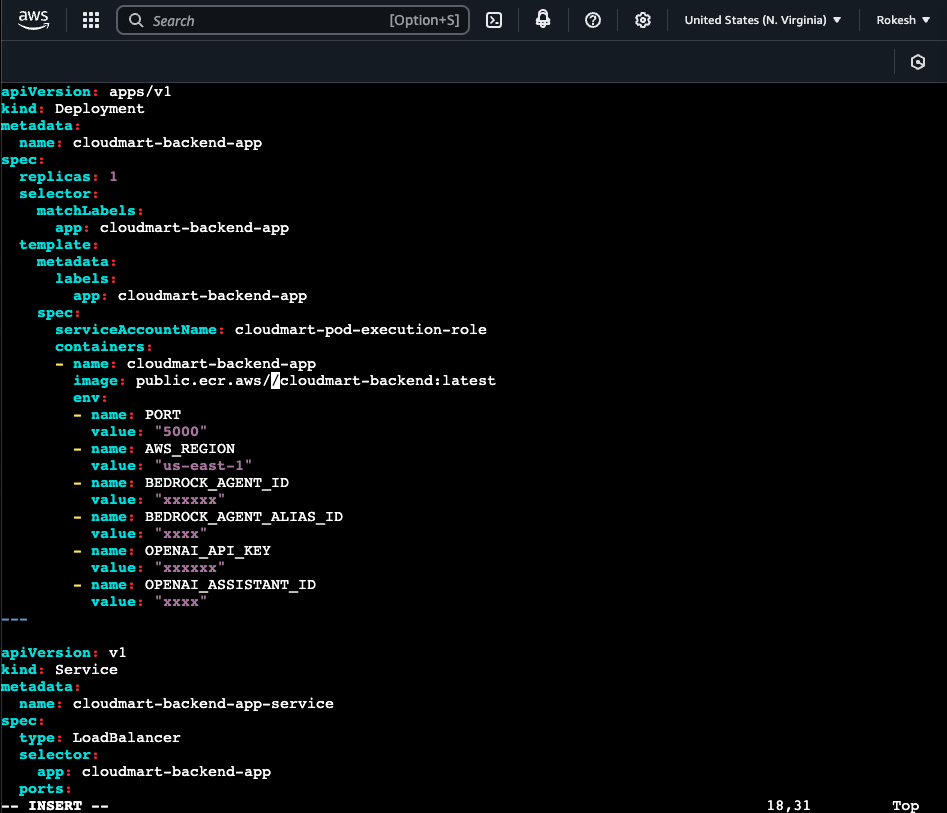 aws
Search [Option+S]
United States (N. Virginia) ▼
Rokesh ▼
apiVersion: apps/v1
kind: Deployment
metadata:
  name: cloudmart-backend-app
spec:
  replicas: 1
  selector:
    matchLabels:
      app: cloudmart-backend-app
  template:
    metadata:
      labels:
        app: cloudmart-backend-app
    spec:
      serviceAccountName: cloudmart-pod-execution-role
      containers:
      - name: cloudmart-backend-app
        image: public.ecr.aws//cloudmart-backend:latest
        env:
        - name: PORT
          value: "5000"
        - name: AWS_REGION
          value: "us-east-1"
        - name: BEDROCK_AGENT_ID
          value: "xxxxxx"
        - name: BEDROCK_AGENT_ALIAS_ID
          value: "xxxx"
        - name: OPENAI_API_KEY
          value: "xxxxxx"
        - name: OPENAI_ASSISTANT_ID
          value: "xxxx"
---
apiVersion: v1
kind: Service
metadata:
  name: cloudmart-backend-app-service
spec:
  type: LoadBalancer
  selector:
    app: cloudmart-backend-app
  ports:
-- INSERT -- 18,31 Top